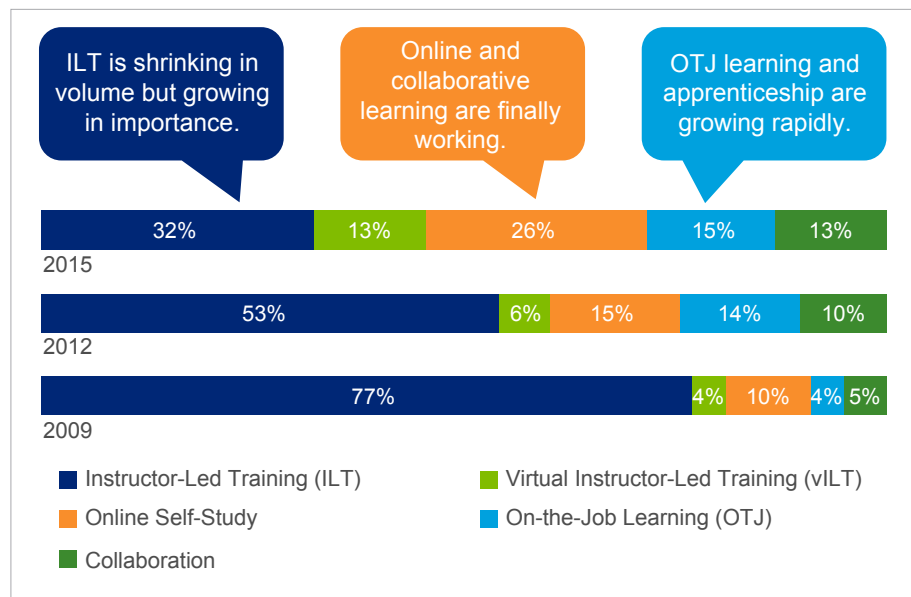 ILT is shrinking in
volume but growing
in importance.
Online and
collaborative
learning are finally
working.
OTJ learning and
apprenticeship are
growing rapidly.
32% 13% 26% 15% 13%
2015
53% 6% 15% 14% 10%
2012
77% 4% 10% 4% 5%
2009
Instructor-Led Training (ILT)
Virtual Instructor-Led Training (vILT)
Online Self-Study
On-the-Job Learning (OTJ)
Collaboration